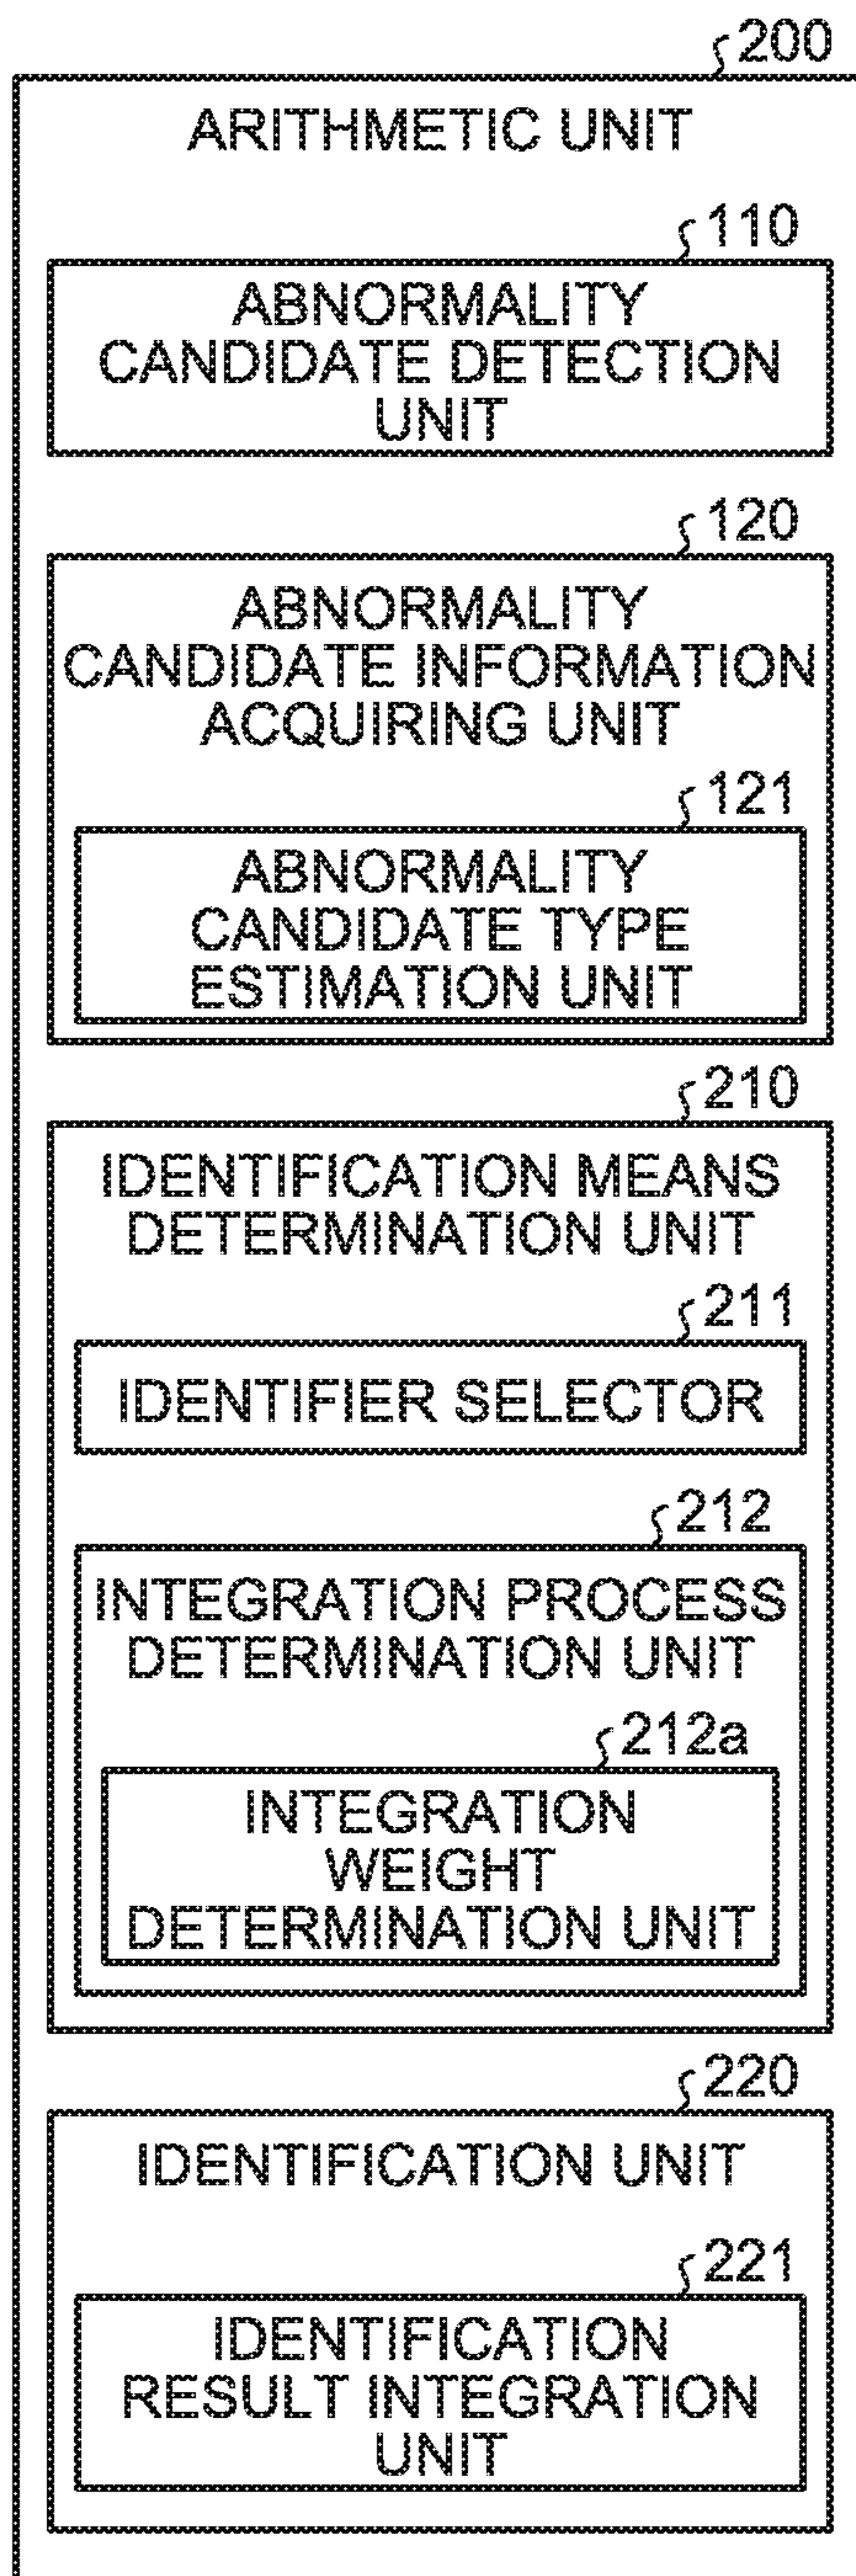 200
ARITHMETIC UNIT
110
ABNORMALITY
CANDIDATE DETECTION
UNIT
120
ABNORMALITY
CANDIDATE INFORMATION
ACQUIRING UNIT
121
ABNORMALITY
CANDIDATE TYPE
ESTIMATION UNIT
210
IDENTIFICATION MEANS
DETERMINATION UNIT
211
IDENTIFIER SELECTOR
212
INTEGRATION PROCESS
DETERMINATION UNIT
212a
INTEGRATION
WEIGHT
DETERMINATION UNIT
220
IDENTIFICATION UNIT
221
IDENTIFICATION
RESULT INTEGRATION
UNIT